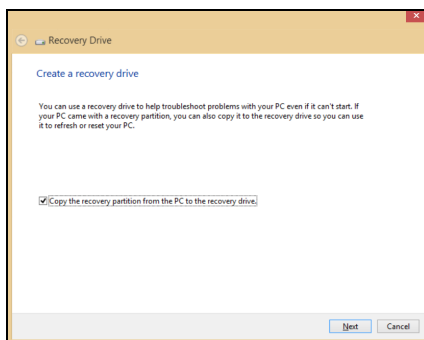 Recovery Drive
Create a recovery drive
You can use a recovery drive to help troubleshoot problems with your PC even if it can't start. If
your PC came with a recovery partition, you can also copy it to the recovery drive so you can use
it to refresh or reset your PC.
Copy the recovery partition from the PC to the recovery drive.
Next Cancel